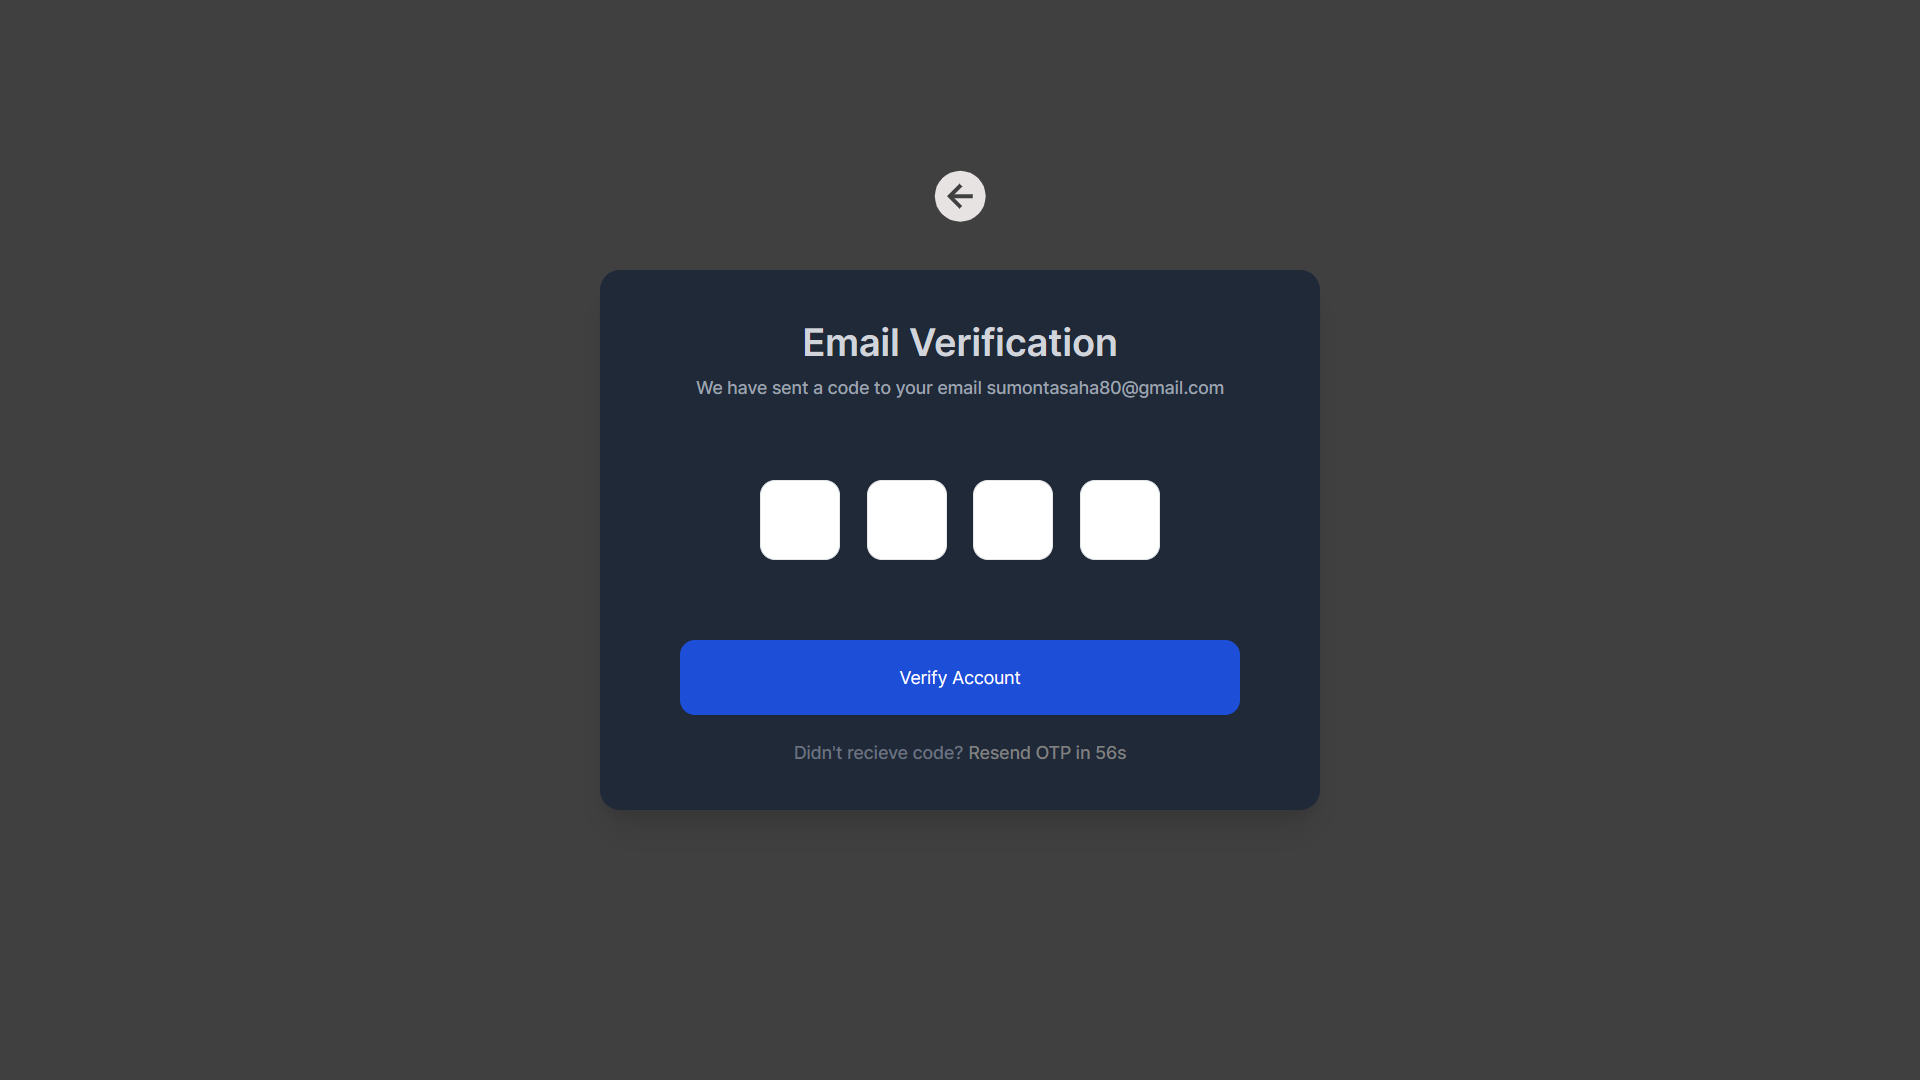 Email Verification
We have sent a code to your email sumontasaha80@gmail.com
Verify Account
Didn't recieve code? Resend OTP in 56s